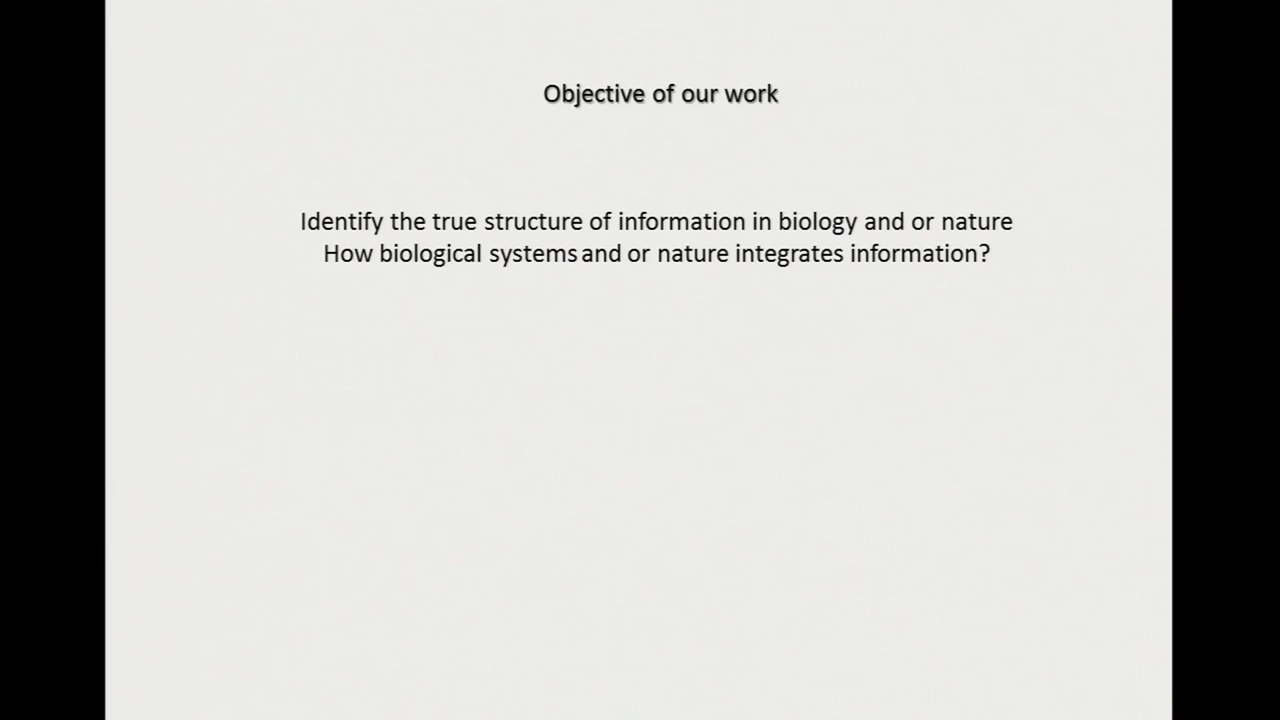 Objective of our work
Identify the true structure of information in biology and or nature
How biological systems and or nature integrates information?